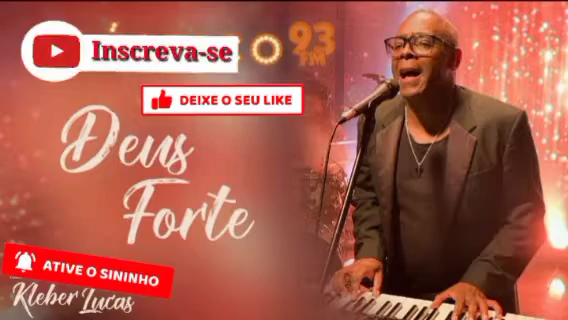 Inscreva-se
O
93
FM
DEIXE O SEU LIKE
Deus
Forte
ATIVE O SININHO
Kleber Lucas